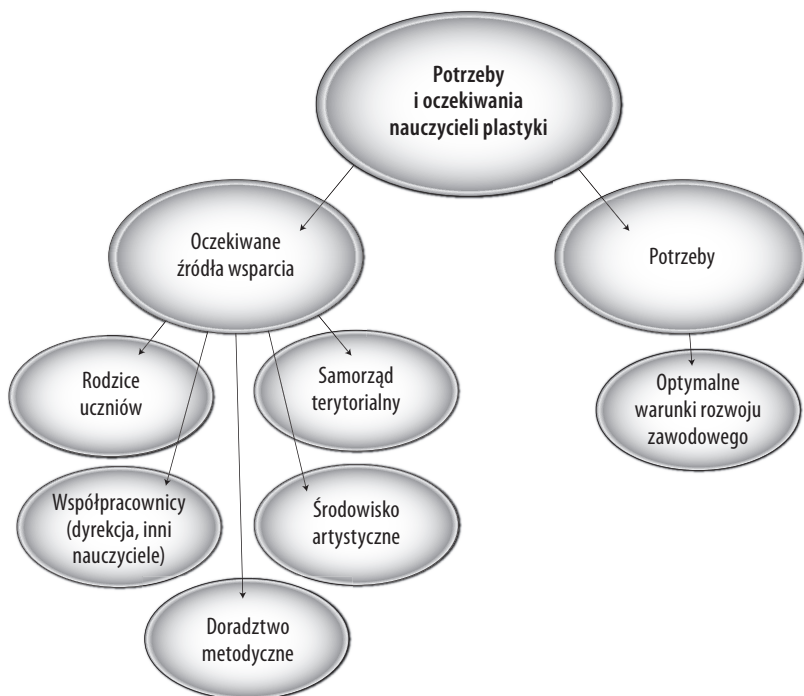 Potrzeby
i oczekiwania
nauczycieli plastyki
Oczekiwane
źródła wsparcia
Potrzeby
Rodzice
uczniów
Samorząd
terytorialny
Optymalne
warunki rozwoju
zawodowego
Współpracownicy
(dyrekcja, inni
nauczyciele)
Środowisko
artystyczne
Doradztwo
metodyczne